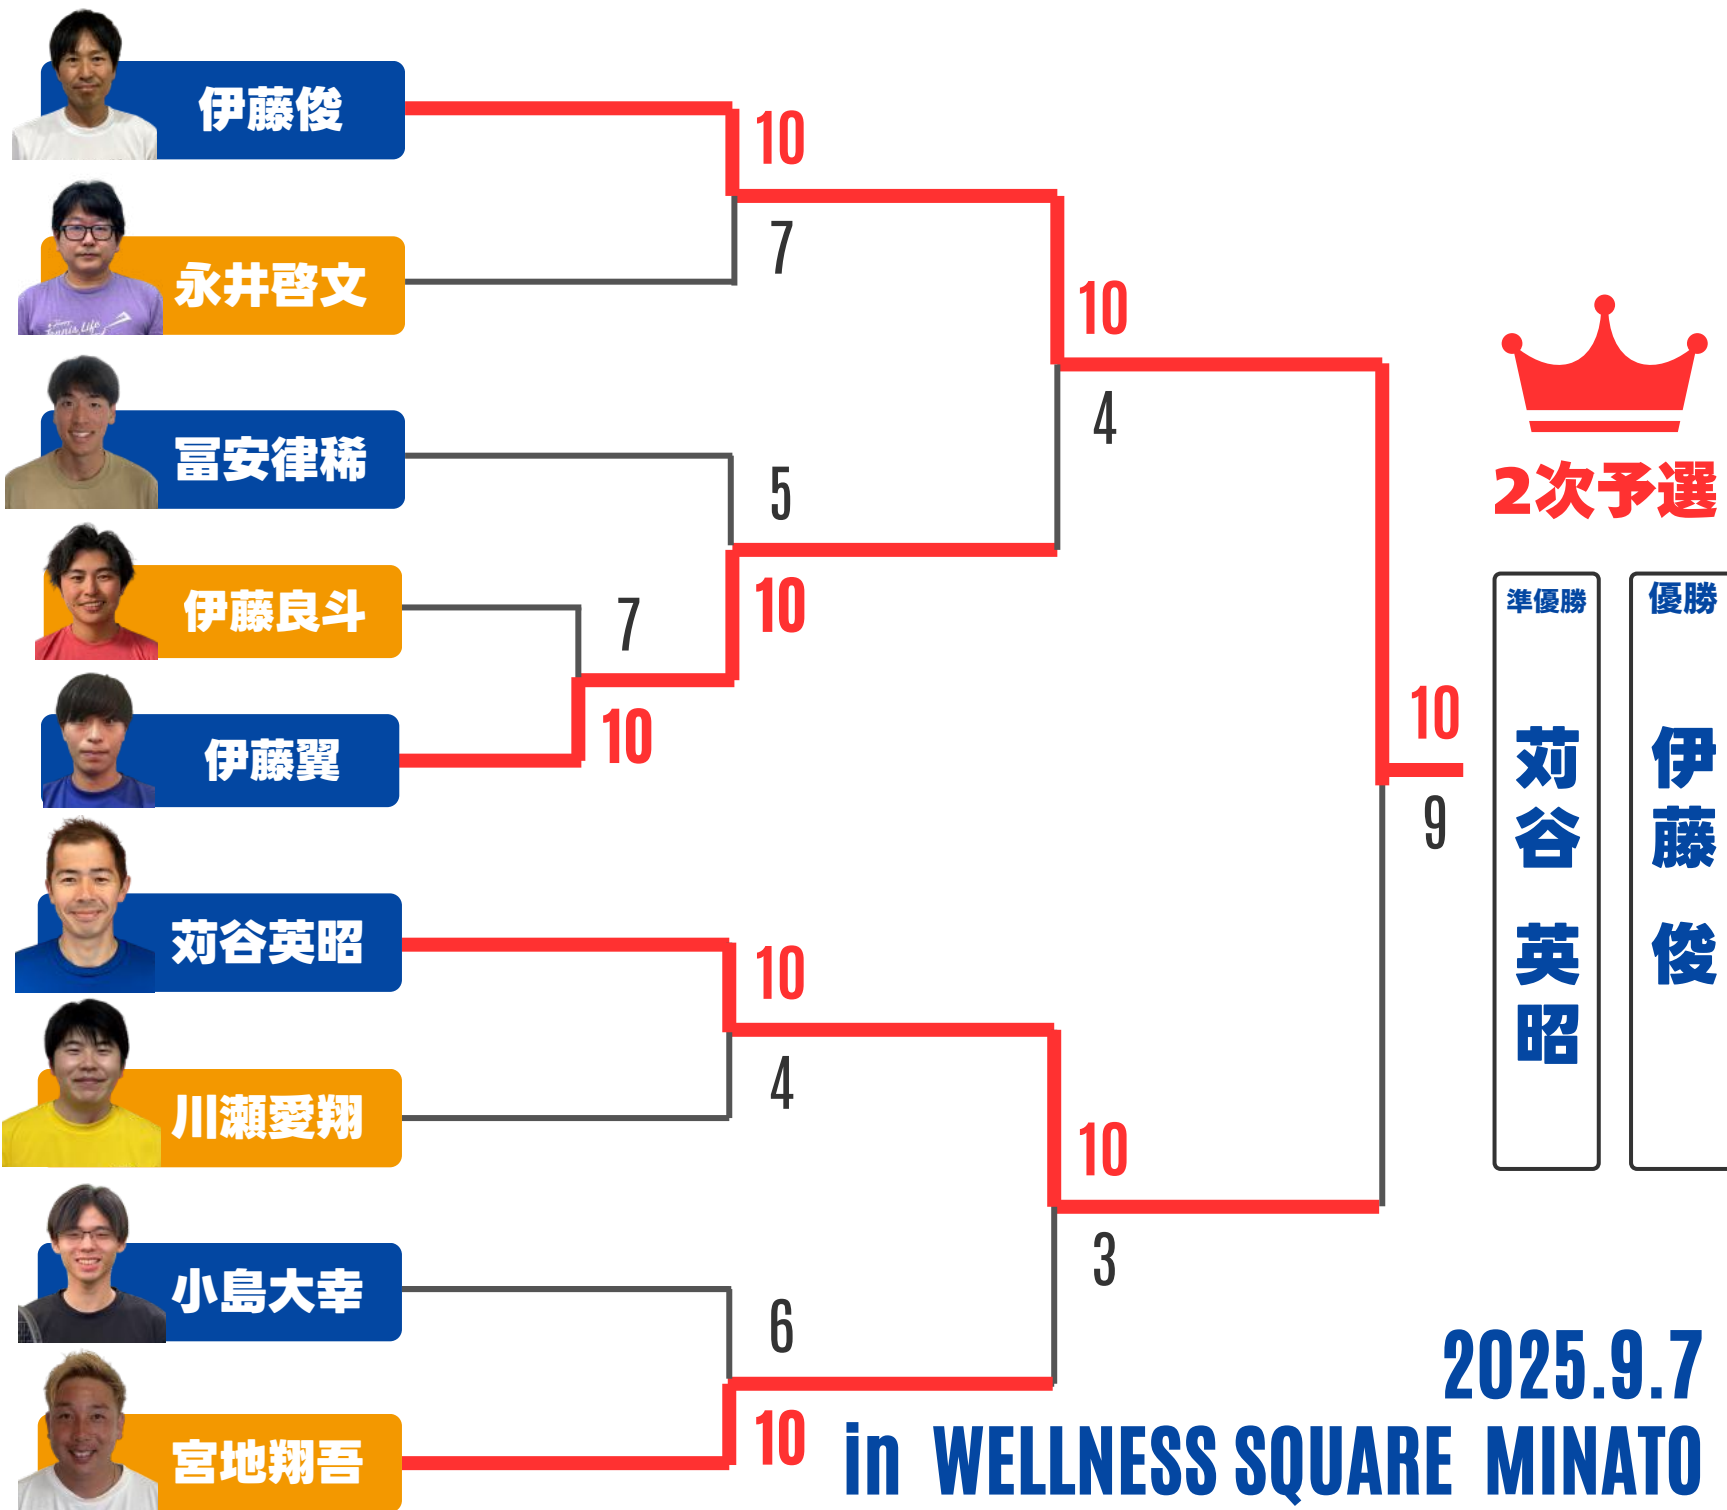 伊藤俊
10
7
永井啓文
10
4
冨安律稀
5
10
伊藤良斗
7
10
伊藤翼
苅谷英昭
10
4
川瀬愛翔
10
3
小島大幸
6
10
宮地翔吾
10
9
2次予選
準優勝
苅谷 英昭
優勝
伊藤 俊
2025.9.7
in WELLNESS SQUARE MINATO
Tennis Life